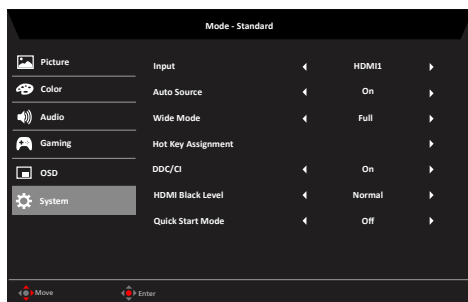 Mode - Standard
Picture
Color
Audio
Gaming
OSD
System
Input HDMI1
Auto Source On
Wide Mode Full
Hot Key Assignment
DDC/CI On
HDMI Black Level Normal
Quick Start Mode Off
Move Enter